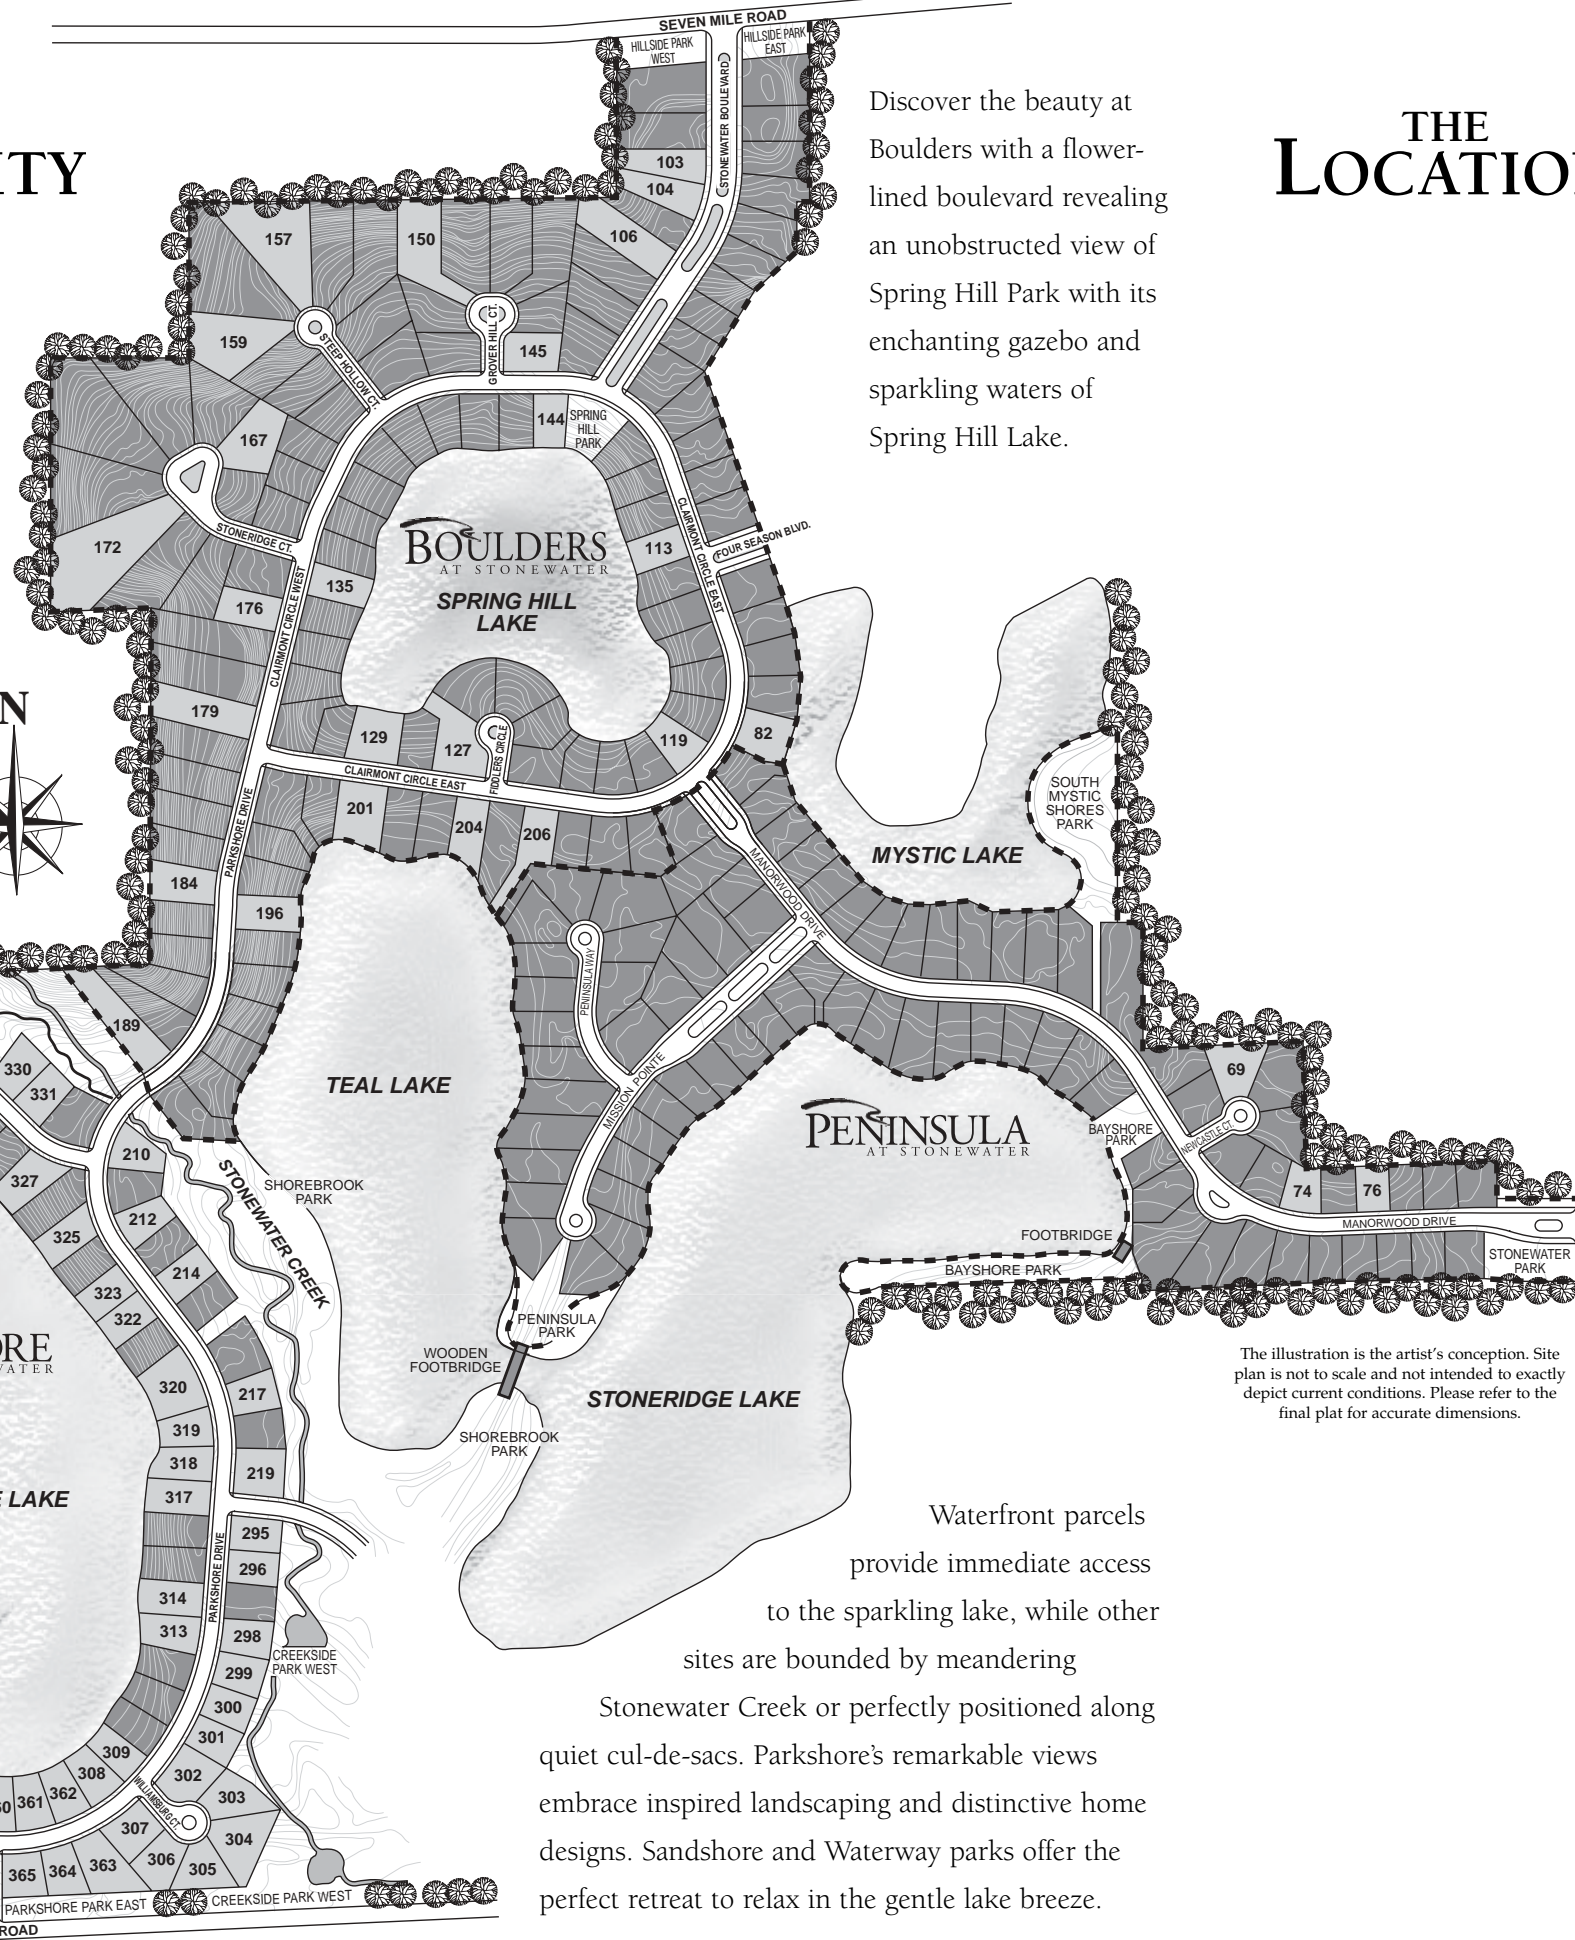 SEVEN MILE ROAD
HILLSIDE PARK
WEST
HILLSIDE PARK
EAST
STONEWATER BOULEVARD
103
104
106
157
150
159
145
144
167
172
176
135
113
179
129
127
119
82
201
204
206
184
196
189
STEEP HOLLOW CT.
GROVER HILL CT.
SPRING
HILL
PARK
STONERIDGE CT.
CLAIRMONT CIRCLE WEST
CLAIRMONT CIRCLE EAST
FOUR SEASON BLVD.
BOULDERS
AT STONEWATER
SPRING HILL
LAKE
CLAIRMONT CIRCLE EAST
FIDDLERS CIRCLE
PARKSHORE DRIVE
N
Discover the beauty at
Boulders with a flower-
lined boulevard revealing
an unobstructed view of
Spring Hill Park with its
enchanting gazebo and
sparkling waters of
Spring Hill Lake.
THE
LOCATIO
ITY
SOUTH
MYSTIC
SHORES
PARK
MYSTIC LAKE
MANORWOOD DRIVE
PENINSULA WAY
MISSION POINTE
TEAL LAKE
PENINSULA
AT STONEWATER
BAYSHORE
PARK
NEWCASTLE CT.
69
74
76
MANORWOOD DRIVE
STONEWATER
PARK
FOOTBRIDGE
BAYSHORE PARK
330
331
327
325
323
322
320
319
318
317
314
313
309
308
362
361
60
210
212
214
217
219
295
296
298
299
300
301
302
303
304
305
306
307
363
364
365
STONEWATER CREEK
SHOREBROOK
PARK
PENINSULA
PARK
WOODEN
FOOTBRIDGE
STONERIDGE LAKE
SHOREBROOK
PARK
ORE
WATER
E LAKE
PARKSHORE DRIVE
CREEKSIDE
PARK WEST
WILLIAMSBURG CT.
PARKSHORE PARK EAST
CREEKSIDE PARK WEST
ROAD
The illustration is the artist's conception. Site
plan is not to scale and not intended to exactly
depict current conditions. Please refer to the
final plat for accurate dimensions.
Waterfront parcels
provide immediate access
to the sparkling lake, while other
sites are bounded by meandering
Stonewater Creek or perfectly positioned along
quiet cul-de-sacs. Parkshore's remarkable views
embrace inspired landscaping and distinctive home
designs. Sandshore and Waterway parks offer the
perfect retreat to relax in the gentle lake breeze.